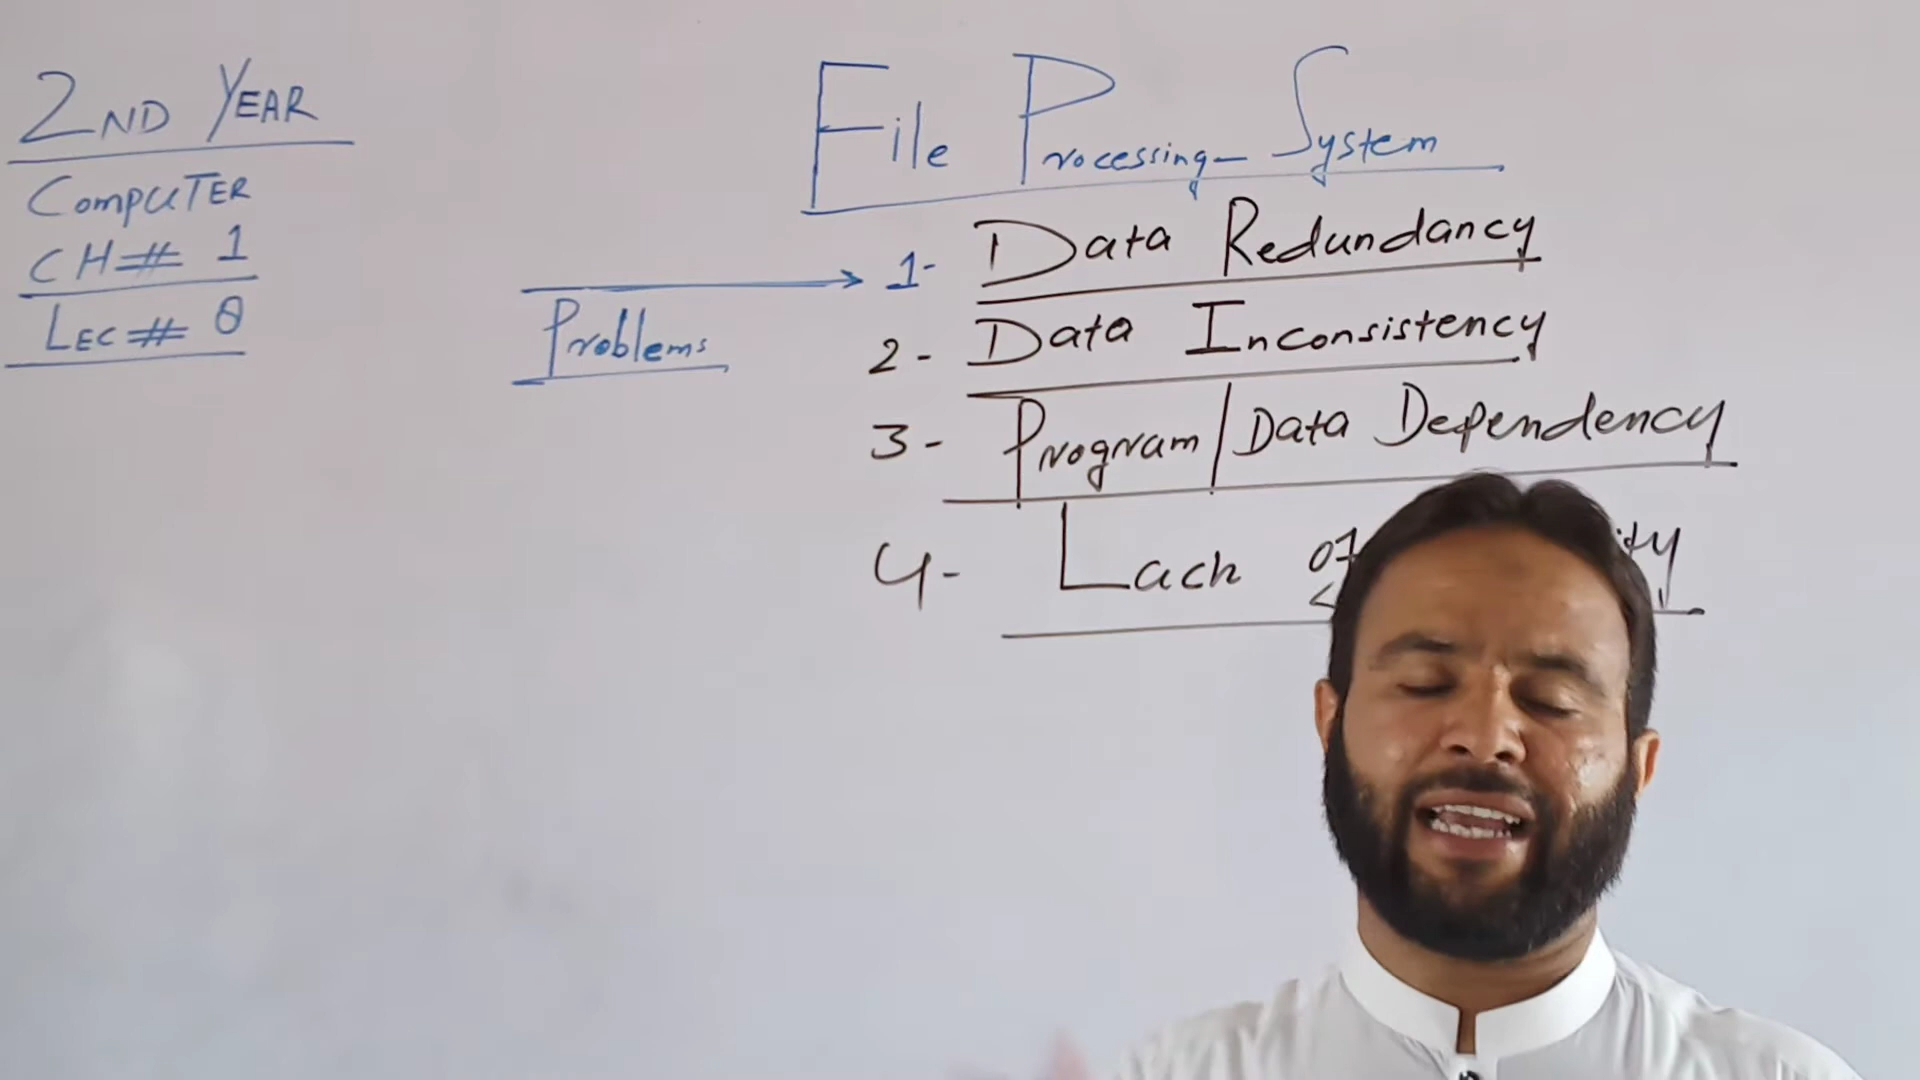 2ND YEAR
COMPUTER
CH# 1
LEC# 8
File Processing System
Problems
1- Data Redundancy
2- Data Inconsistency
3- Program/Data Dependency
4- Lack of